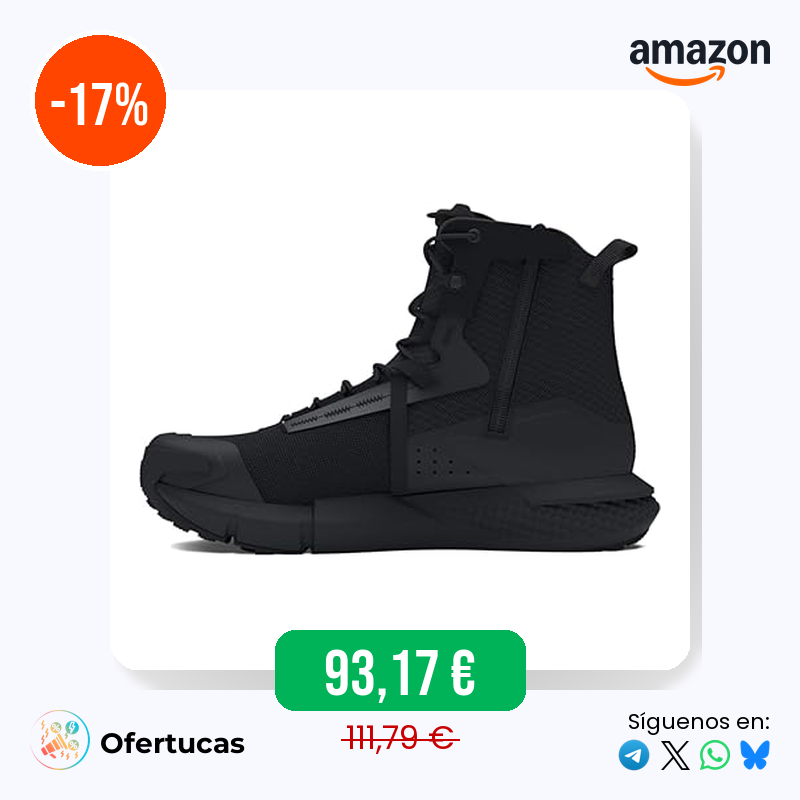 -17%
amazon
93,17 €
111,79 €
Ofertucas
Síguenos en: